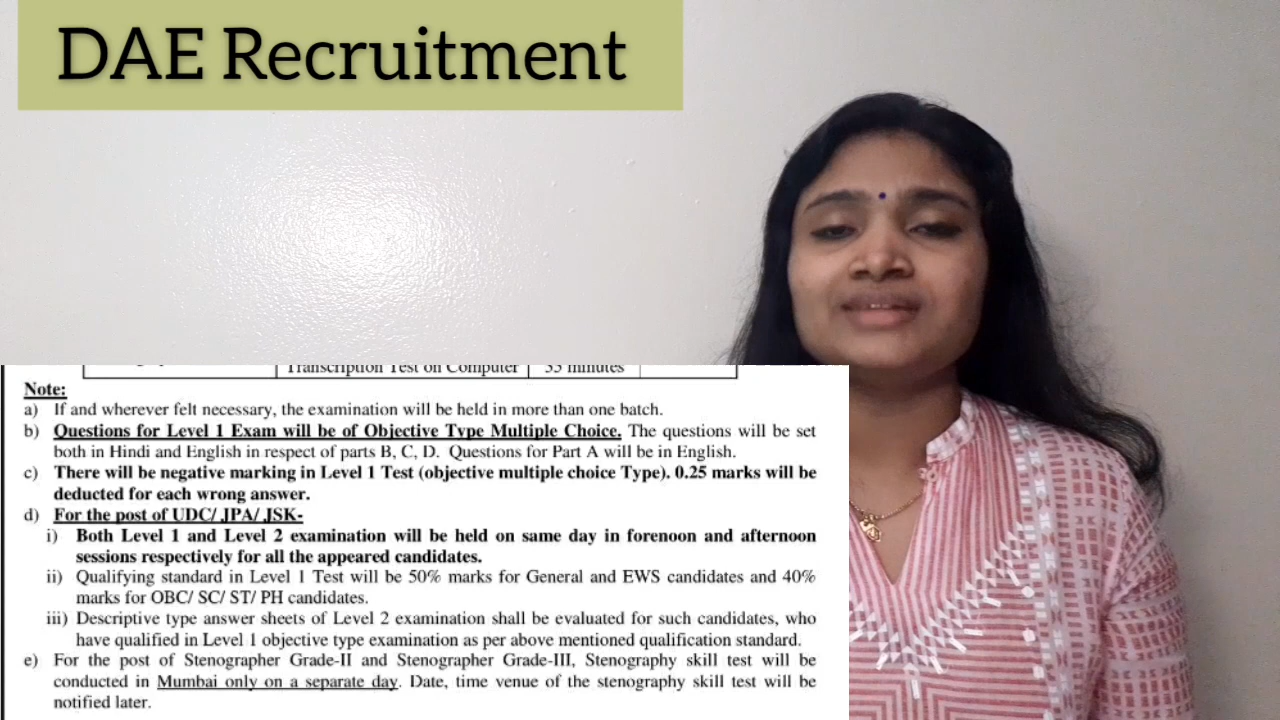 DAE Recruitment
Transcription Test on Computer 35 minutes
Note:
a) If and wherever felt necessary, the examination will be held in more than one batch.
b) Questions for Level 1 Exam will be of Objective Type Multiple Choice. The questions will be set
both in Hindi and English in respect of parts B, C, D. Questions for Part A will be in English.
c) There will be negative marking in Level 1 Test (objective multiple choice Type). 0.25 marks will be
deducted for each wrong answer.
d) For the post of UDC/ JPA/ JSK-
i) Both Level 1 and Level 2 examination will be held on same day in forenoon and afternoon
sessions respectively for all the appeared candidates.
ii) Qualifying standard in Level 1 Test will be 50% marks for General and EWS candidates and 40%
marks for OBC/ SC/ ST/ PH candidates.
iii) Descriptive type answer sheets of Level 2 examination shall be evaluated for such candidates, who
have qualified in Level 1 objective type examination as per above mentioned qualification standard.
e) For the post of Stenographer Grade-II and Stenographer Grade-III, Stenography skill test will be
conducted in Mumbai only on a separate day. Date, time venue of the stenography skill test will be
notified later.